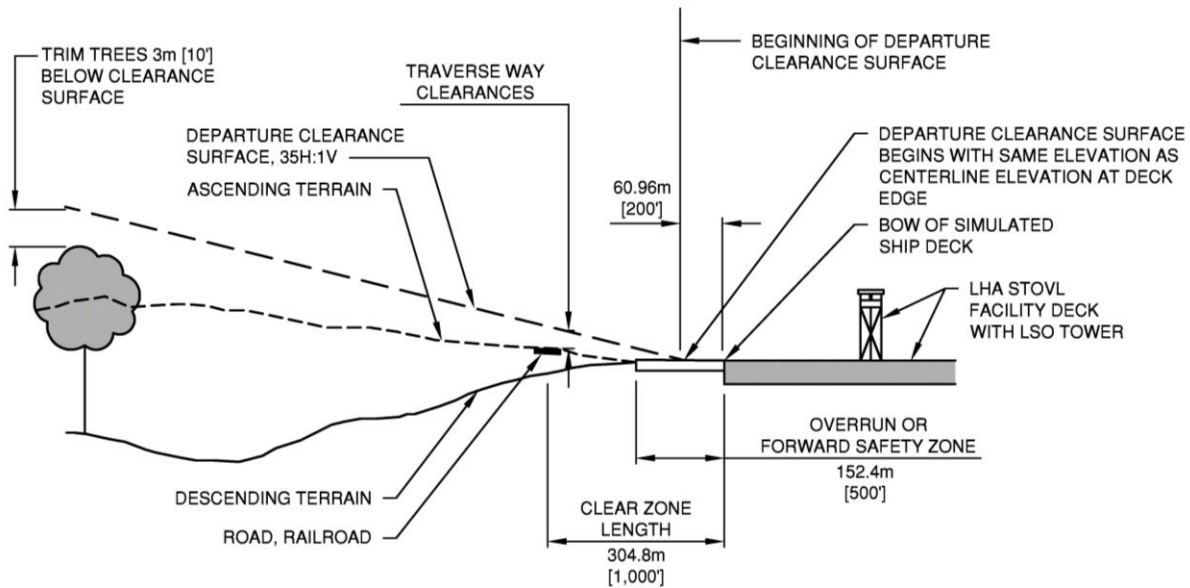 TRIM TREES 3m [10']
BELOW CLEARANCE
SURFACE
TRAVERSE WAY
CLEARANCES
DEPARTURE CLEARANCE
SURFACE, 35H:1V
ASCENDING TERRAIN
BEGINNING OF DEPARTURE
CLEARANCE SURFACE
60.96m
[200']
DEPARTURE CLEARANCE SURFACE
BEGINS WITH SAME ELEVATION AS
CENTERLINE ELEVATION AT DECK
EDGE
BOW OF SIMULATED
SHIP DECK
LHA STOVL
FACILITY DECK
WITH LSO TOWER
OVERRUN OR
FORWARD SAFETY ZONE
152.4m
[500']
DESCENDING TERRAIN
ROAD, RAILROAD
CLEAR ZONE
LENGTH
304.8m
[1,000']